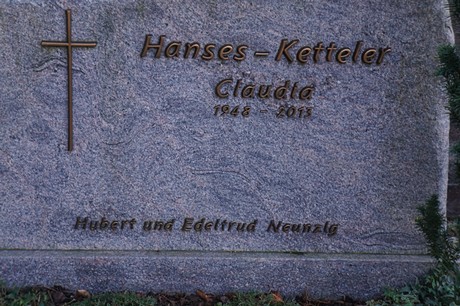 Hanses – Ketteler
Claudia
1948 - 2013
Hubert und Edeltrud Neunzig